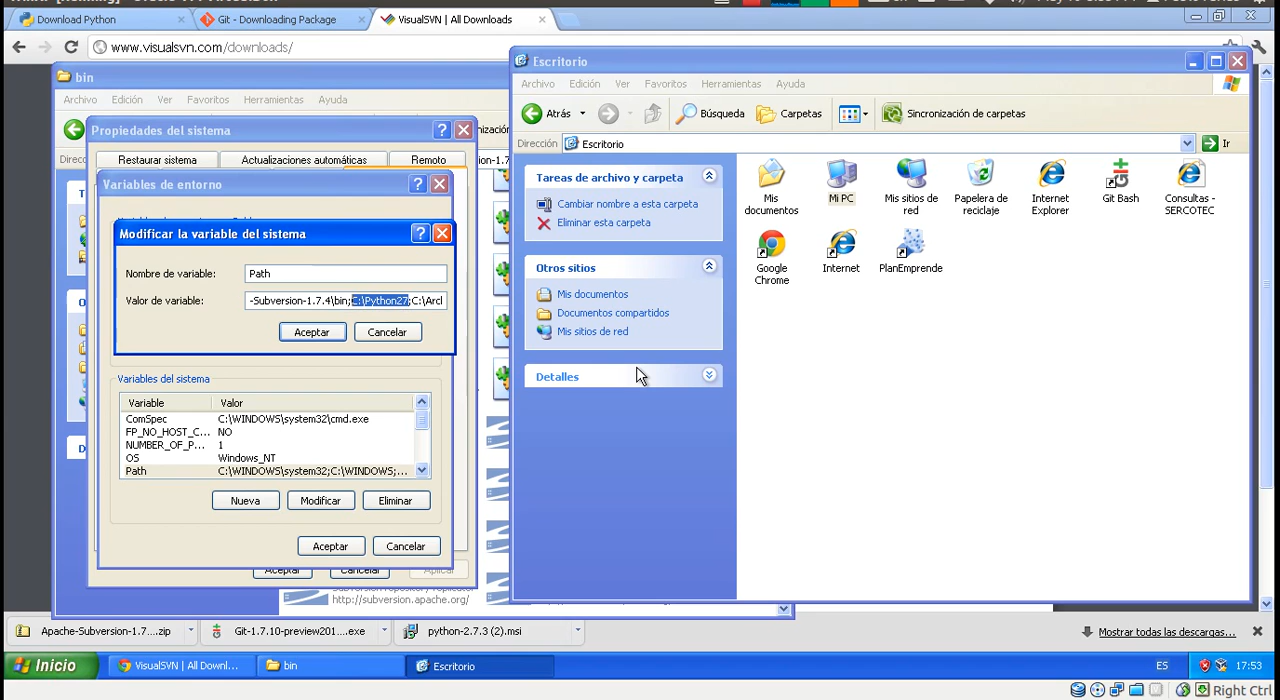 Download Python
Git - Downloading Package
VisualSVN | All Downloads
www.visualsvn.com/downloads/
bin
Archivo Edición Ver Favoritos Herramientas Ayuda
Propiedades del sistema
Restaurar sistema Actualizaciones automáticas Remoto
Variables de entorno
Modificar la variable del sistema
Nombre de variable: Path
Valor de variable: -Subversion-1.7.4\bin;C:\Python27;C:\Arcl
Aceptar Cancelar
Variables del sistema
Variable Valor
ComSpec C:\WINDOWS\system32\cmd.exe
FP_NO_HOST_C... NO
NUMBER_OF_P... 1
OS Windows_NT
Path C:\WINDOWS\system32;C:\WINDOWS;...
Nueva Modificar Eliminar
Aceptar Cancelar
http://subversion.apache.org/
Escritorio
Archivo Edición Ver Favoritos Herramientas Ayuda
Atrás Búsqueda Carpetas Sincronización de carpetas
Dirección Escritorio Ir
Tareas de archivo y carpeta
Cambiar nombre a esta carpeta
Eliminar esta carpeta
Otros sitios
Mis documentos
Documentos compartidos
Mis sitios de red
Detalles
Mis documentos
Mi PC
Mis sitios de red
Papelera de reciclaje
Internet Explorer
Git Bash
Consultas - SERCOTEC
Google Chrome
Internet
PlanEmprende
Apache-Subversion-1.7....zip
Git-1.7.10-preview201....exe
python-2.7.3 (2).msi
Mostrar todas las descargas...
Inicio
VisualSVN | All Downl...
bin
Escritorio
ES
17:53
Right Ctrl